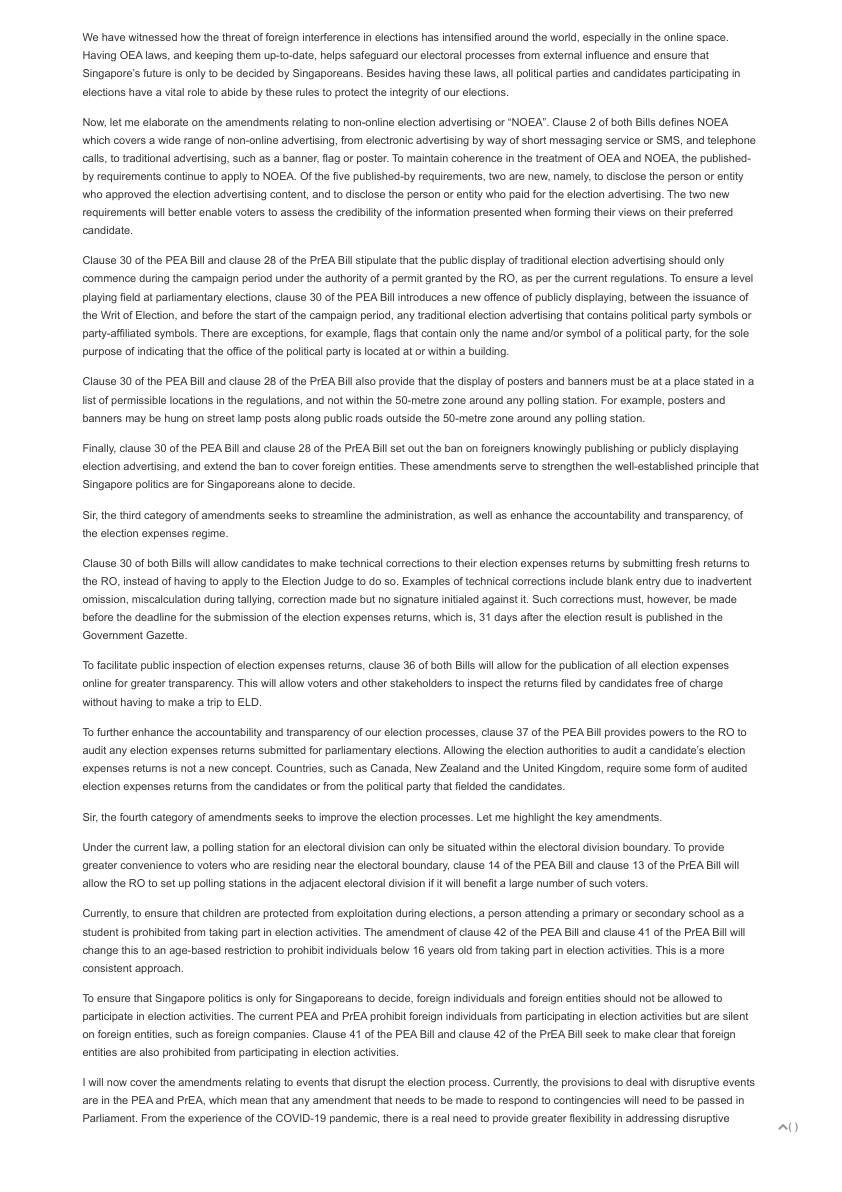 We have witnessed how the threat of foreign interference in elections has intensified around the world, especially in the online space.
Having OEA laws, and keeping them up-to-date, helps safeguard our electoral processes from external influence and ensure that
Singapore's future is only to be decided by Singaporeans. Besides having these laws, all political parties and candidates participating in
elections have a vital role to abide by these rules to protect the integrity of our elections.
Now, let me elaborate on the amendments relating to non-online election advertising or “NOEA”. Clause 2 of both Bills defines NOEA
which covers a wide range of non-online advertising, from electronic advertising by way of short messaging service or SMS, and telephone
calls, to traditional advertising, such as a banner, flag or poster. To maintain coherence in the treatment of OEA and NOEA, the published-
by requirements continue to apply to NOEA. Of the five published-by requirements, two are new, namely, to disclose the person or entity
who approved the election advertising content, and to disclose the person or entity who paid for the election advertising. The two new
requirements will better enable voters to assess the credibility of the information presented when forming their views on their preferred
candidate.
Clause 30 of the PEA Bill and clause 28 of the PrEA Bill stipulate that the public display of traditional election advertising should only
commence during the campaign period under the authority of a permit granted by the RO, as per the current regulations. To ensure a level
playing field at parliamentary elections, clause 30 of the PEA Bill introduces a new offence of publicly displaying, between the issuance of
the Writ of Election, and before the start of the campaign period, any traditional election advertising that contains political party symbols or
party-affiliated symbols. There are exceptions, for example, flags that contain only the name and/or symbol of a political party, for the sole
purpose of indicating that the office of the political party is located at or within a building.
Clause 30 of the PEA Bill and clause 28 of the PrEA Bill also provide that the display of posters and banners must be at a place stated in a
list of permissible locations in the regulations, and not within the 50-metre zone around any polling station. For example, posters and
banners may be hung on street lamp posts along public roads outside the 50-metre zone around any polling station.
Finally, clause 30 of the PEA Bill and clause 28 of the PrEA Bill set out the ban on foreigners knowingly publishing or publicly displaying
election advertising, and extend the ban to cover foreign entities. These amendments serve to strengthen the well-established principle that
Singapore politics are for Singaporeans alone to decide.
Sir, the third category of amendments seeks to streamline the administration, as well as enhance the accountability and transparency, of
the election expenses regime.
Clause 30 of both Bills will allow candidates to make technical corrections to their election expenses returns by submitting fresh returns to
the RO, instead of having to apply to the Election Judge to do so. Examples of technical corrections include blank entry due to inadvertent
omission, miscalculation during tallying, correction made but no signature initialed against it. Such corrections must, however, be made
before the deadline for the submission of the election expenses returns, which is, 31 days after the election result is published in the
Government Gazette.
To facilitate public inspection of election expenses returns, clause 36 of both Bills will allow for the publication of all election expenses
online for greater transparency. This will allow voters and other stakeholders to inspect the returns filed by candidates free of charge
without having to make a trip to ELD.
To further enhance the accountability and transparency of our election processes, clause 37 of the PEA Bill provides powers to the RO to
audit any election expenses returns submitted for parliamentary elections. Allowing the election authorities to audit a candidate's election
expenses returns is not a new concept. Countries, such as Canada, New Zealand and the United Kingdom, require some form of audited
election expenses returns from the candidates or from the political party that fielded the candidates.
Sir, the fourth category of amendments seeks to improve the election processes. Let me highlight the key amendments.
Under the current law, a polling station for an electoral division can only be situated within the electoral division boundary. To provide
greater convenience to voters who are residing near the electoral boundary, clause 14 of the PEA Bill and clause 13 of the PrEA Bill will
allow the RO to set up polling stations in the adjacent electoral division if it will benefit a large number of such voters.
Currently, to ensure that children are protected from exploitation during elections, a person attending a primary or secondary school as a
student is prohibited from taking part in election activities. The amendment of clause 42 of the PEA Bill and clause 41 of the PrEA Bill will
change this to an age-based restriction to prohibit individuals below 16 years old from taking part in election activities. This is a more
consistent approach.
To ensure that Singapore politics is only for Singaporeans to decide, foreign individuals and foreign entities should not be allowed to
participate in election activities. The current PEA and PrEA prohibit foreign individuals from participating in election activities but are silent
on foreign entities, such as foreign companies. Clause 41 of the PEA Bill and clause 42 of the PrEA Bill seek to make clear that foreign
entities are also prohibited from participating in election activities.
I will now cover the amendments relating to events that disrupt the election process. Currently, the provisions to deal with disruptive events
are in the PEA and PrEA, which mean that any amendment that needs to be made to respond to contingencies will need to be passed in
Parliament. From the experience of the COVID-19 pandemic, there is a real need to provide greater flexibility in addressing disruptive
( )